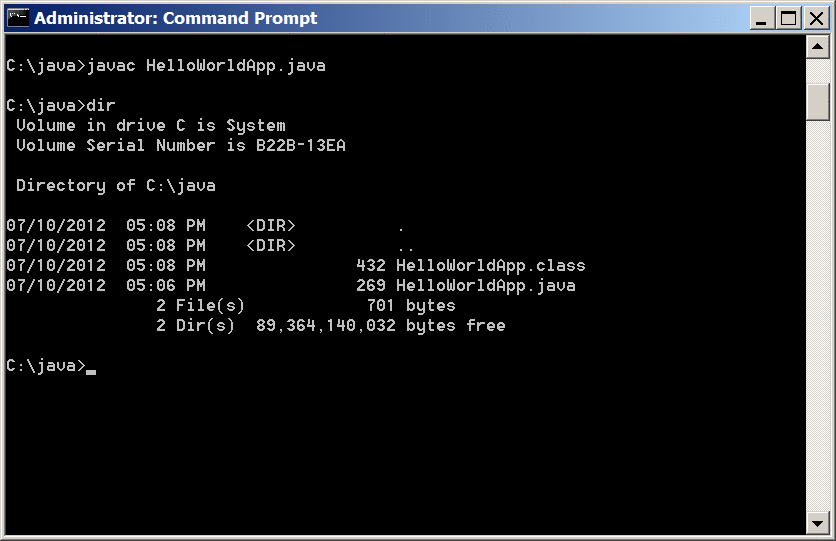 Administrator: Command Prompt
C:\java>javac HelloWorldApp.java
C:\java>dir
Volume in drive C is System
Volume Serial Number is B22B-13EA
Directory of C:\java
07/10/2012  05:08 PM    <DIR>          .
07/10/2012  05:08 PM    <DIR>          ..
07/10/2012  05:08 PM               432 HelloWorldApp.class
07/10/2012  05:06 PM               269 HelloWorldApp.java
2 File(s)            701 bytes
2 Dir(s)  89,364,140,032 bytes free
C:\java>_